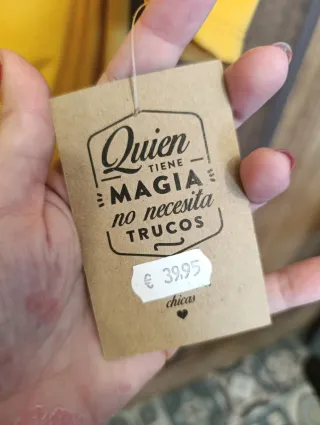 Quien
TIENE
MAGIA
no necesita
TRUCOS
€ 39.95
chicas